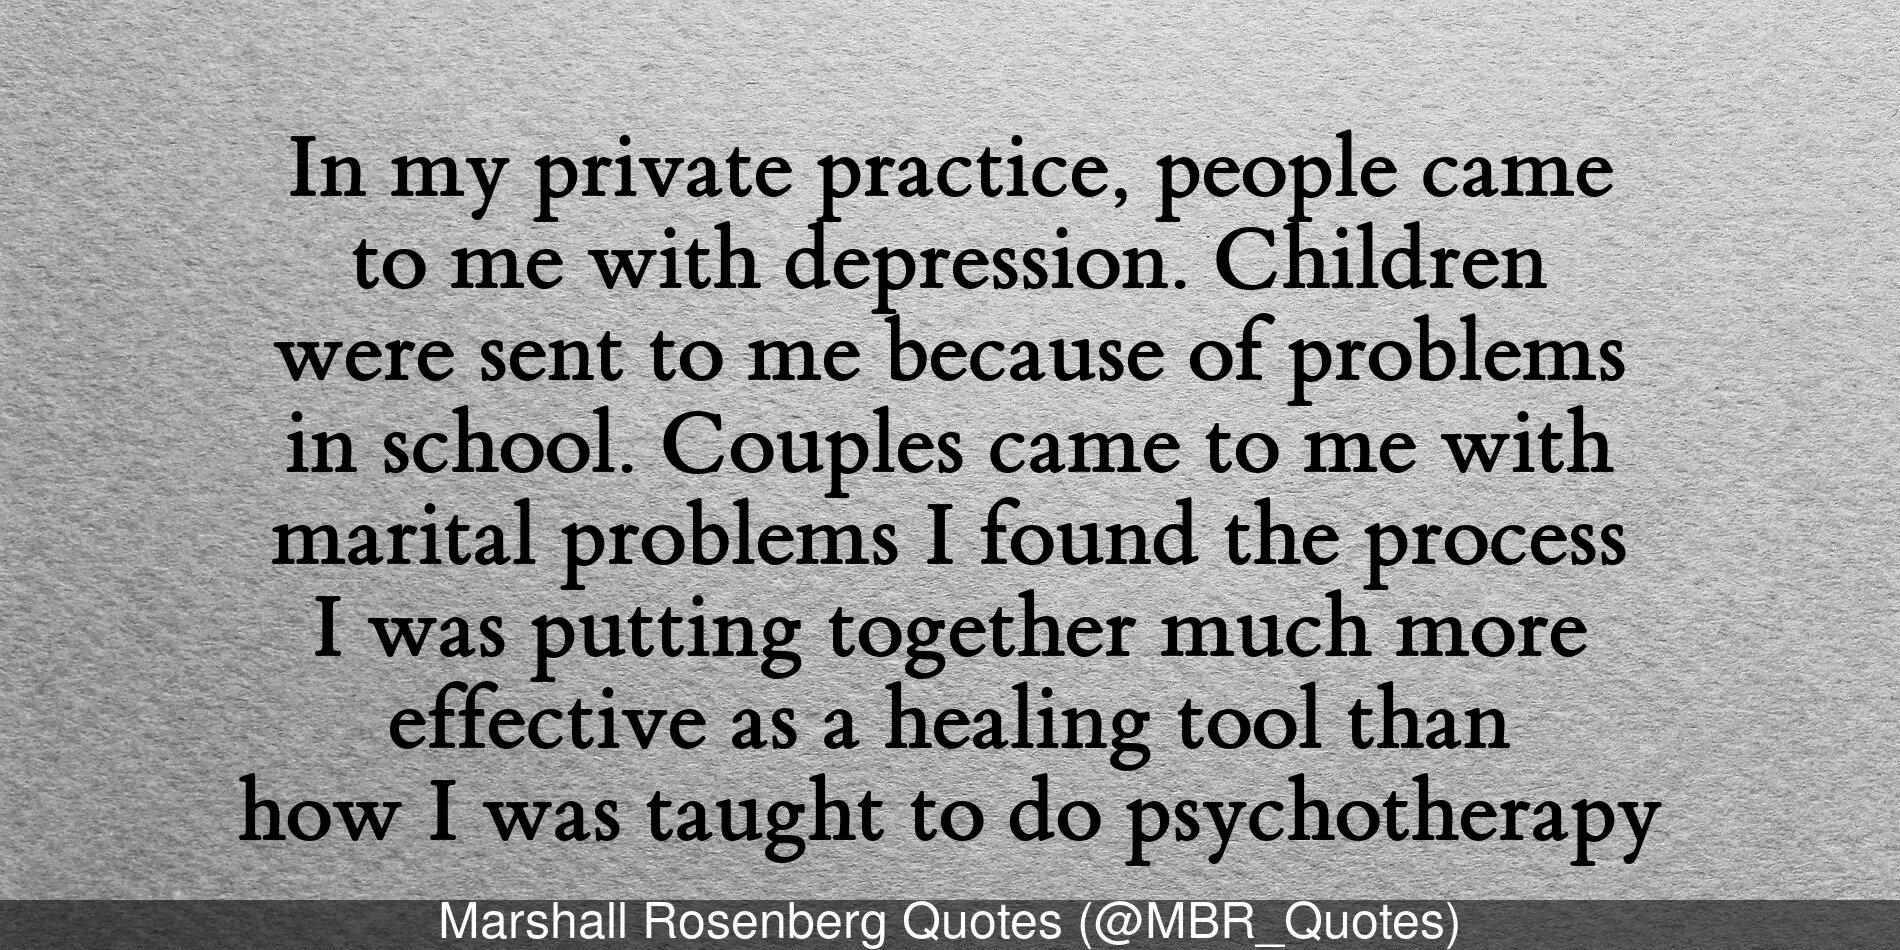 In my private practice, people came
to me with depression. Children
were sent to me because of problems
in school. Couples came to me with
marital problems I found the process
I was putting together much more
effective as a healing tool than
how I was taught to do psychotherapy
Marshall Rosenberg Quotes (@MBR_Quotes)